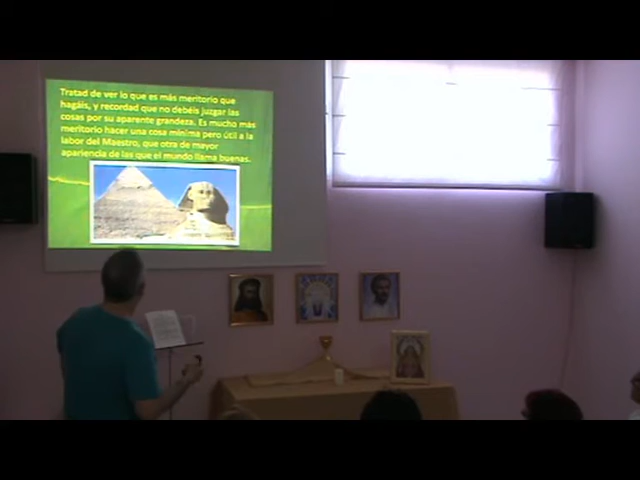 Tratad de ver lo que es más meritorio que
hagáis, y recordad que no debéis juzgar las
cosas por su aparente grandeza. Es mucho más
meritorio hacer una cosa mínima pero útil a la
labor del Maestro, que otra de mayor
apariencia de las que el mundo llama buenas.